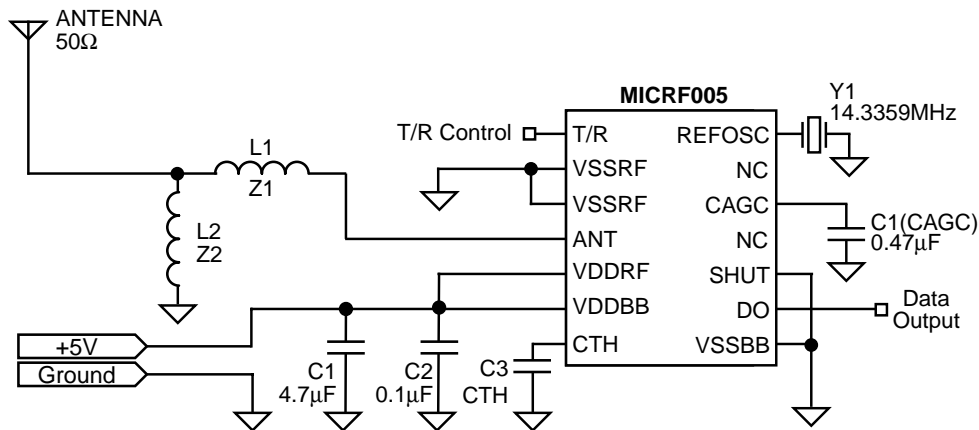 ANTENNA
50Ω
L1
Z1
L2
Z2
+5V
Ground
C1
4.7μF
C2
0.1μF
C3
CTH
T/R Control
MICRF005
T/R
VSSRF
VSSRF
ANT
VDDRF
VDDBB
CTH
REFOSC
NC
CAGC
NC
SHUT
DO
VSSBB
Y1
14.3359MHz
C1(CAGC)
0.47μF
Data
Output